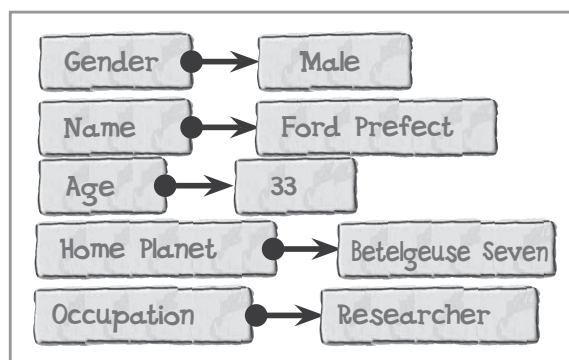 Gender Male
Name Ford Prefect
Age 33
Home Planet Betelgeuse Seven
Occupation Researcher